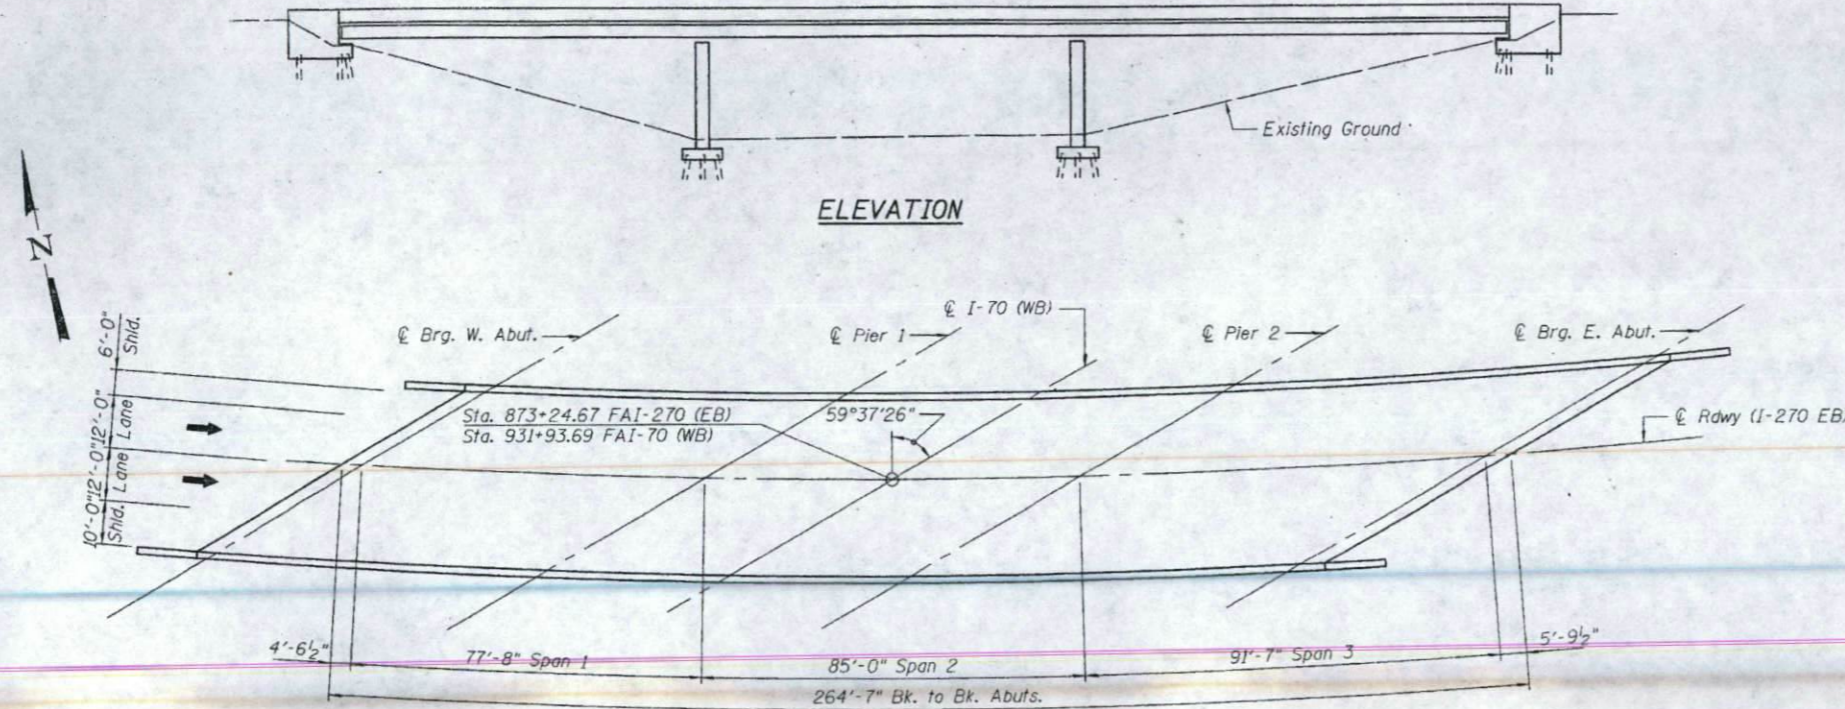 Existing Ground
ELEVATION
N
6'-0"
Shld.
12'-0"
Lane
12'-0"
Lane
10'-0"
Shld.
℄ Brg. W. Abut.
℄ Pier 1
℄ I-70 (WB)
℄ Pier 2
℄ Brg. E. Abut.
Sta. 873+24.67 FAI-270 (EB)
Sta. 931+93.69 FAI-70 (WB)
59°37'26"
℄ Rdwy (I-270 EB)
4'-6½"
77'-8" Span 1
85'-0" Span 2
91'-7" Span 3
5'-9½"
264'-7" Bk. to Bk. Abuts.